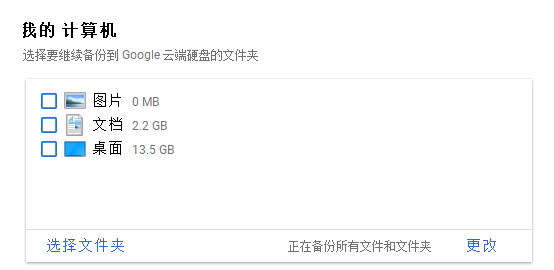 我的 计算机
选择要继续备份到 Google 云端硬盘的文件夹
图片 0 MB
文档 2.2 GB
桌面 13.5 GB
选择文件夹 正在备份所有文件和文件夹 更改